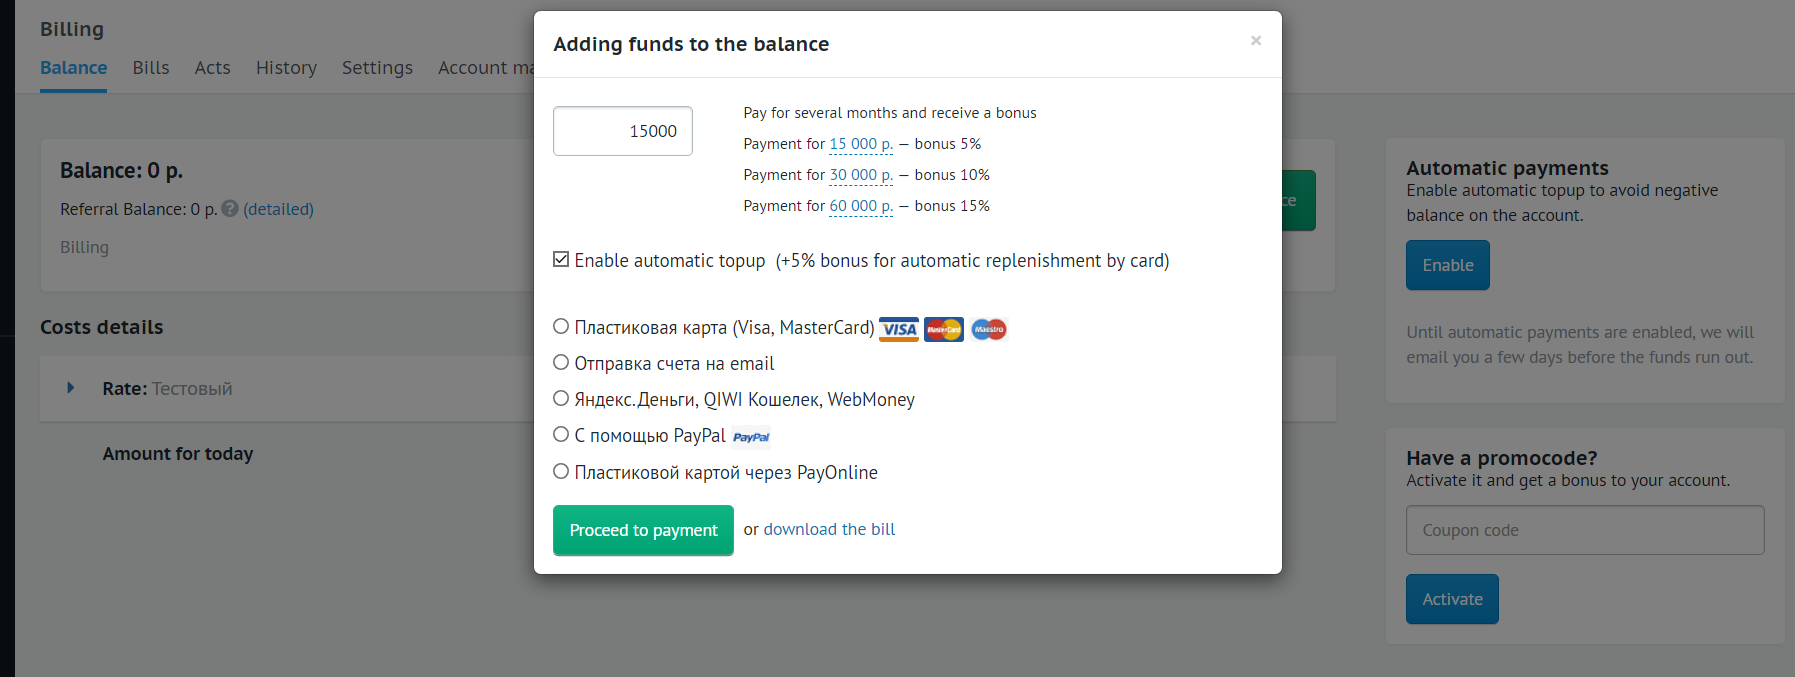 Billing
Balance Bills Acts History Settings Account ma
Adding funds to the balance ×
15000
Pay for several months and receive a bonus
Payment for 15 000 р. — bonus 5%
Payment for 30 000 р. — bonus 10%
Payment for 60 000 р. — bonus 15%
Enable automatic topup (+5% bonus for automatic replenishment by card)
Пластиковая карта (Visa, MasterCard) VISA MasterCard Maestro
Отправка счета на email
Яндекс.Деньги, QIWI Кошелек, WebMoney
С помощью PayPal PayPal
Пластиковой картой через PayOnline
Proceed to payment or download the bill
Balance: 0 р.
Referral Balance: 0 р. ? (detailed)
Billing
ce
Costs details
Rate: Тестовый
Amount for today
Automatic payments
Enable automatic topup to avoid negative
balance on the account.
Enable
Until automatic payments are enabled, we will
email you a few days before the funds run out.
Have a promocode?
Activate it and get a bonus to your account.
Coupon code
Activate